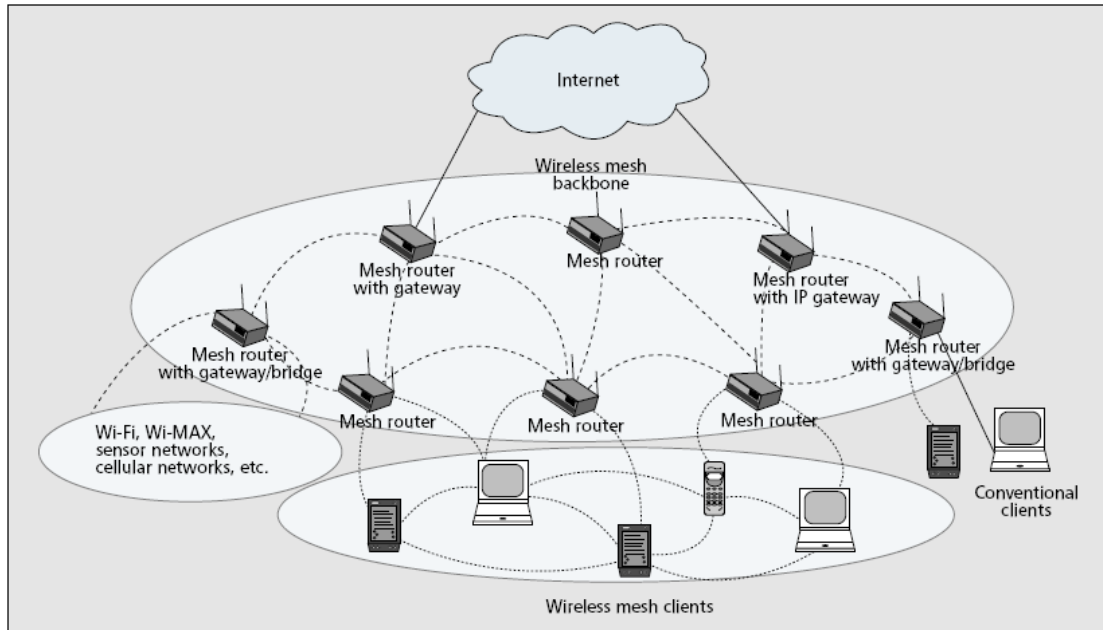 Internet
Wireless mesh
backbone
Mesh router
with gateway
Mesh router
Mesh router
with IP gateway
Mesh router
with gateway/bridge
Mesh router
with gateway/bridge
Mesh router
Mesh router
Mesh router
Wi-Fi, Wi-MAX,
sensor networks,
cellular networks, etc.
Conventional
clients
Wireless mesh clients